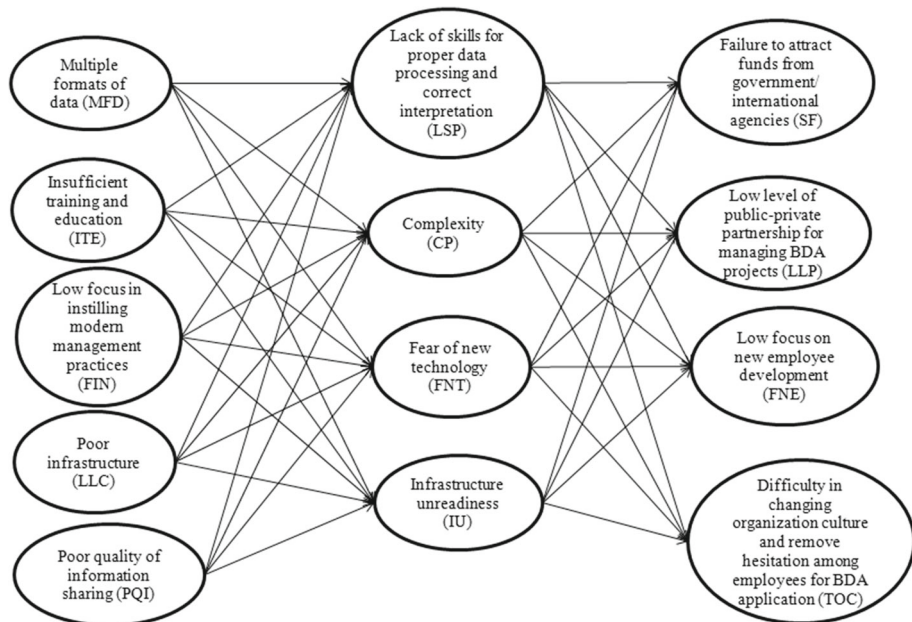 Multiple
formats of
data (MFD)
Insufficient
training and
education
(ITE)
Low focus in
instilling
modern
management
practices
(FIN)
Poor
infrastructure
(LLC)
Poor quality of
information
sharing (PQI)
Lack of skills for
proper data
processing and
correct
interpretation
(LSP)
Complexity
(CP)
Fear of new
technology
(FNT)
Infrastructure
unreadiness
(IU)
Failure to attract
funds from
government/
international
agencies (SF)
Low level of
public-private
partnership for
managing BDA
projects (LLP)
Low focus on
new employee
development
(FNE)
Difficulty in
changing
organization culture
and remove
hesitation among
employees for BDA
application (TOC)